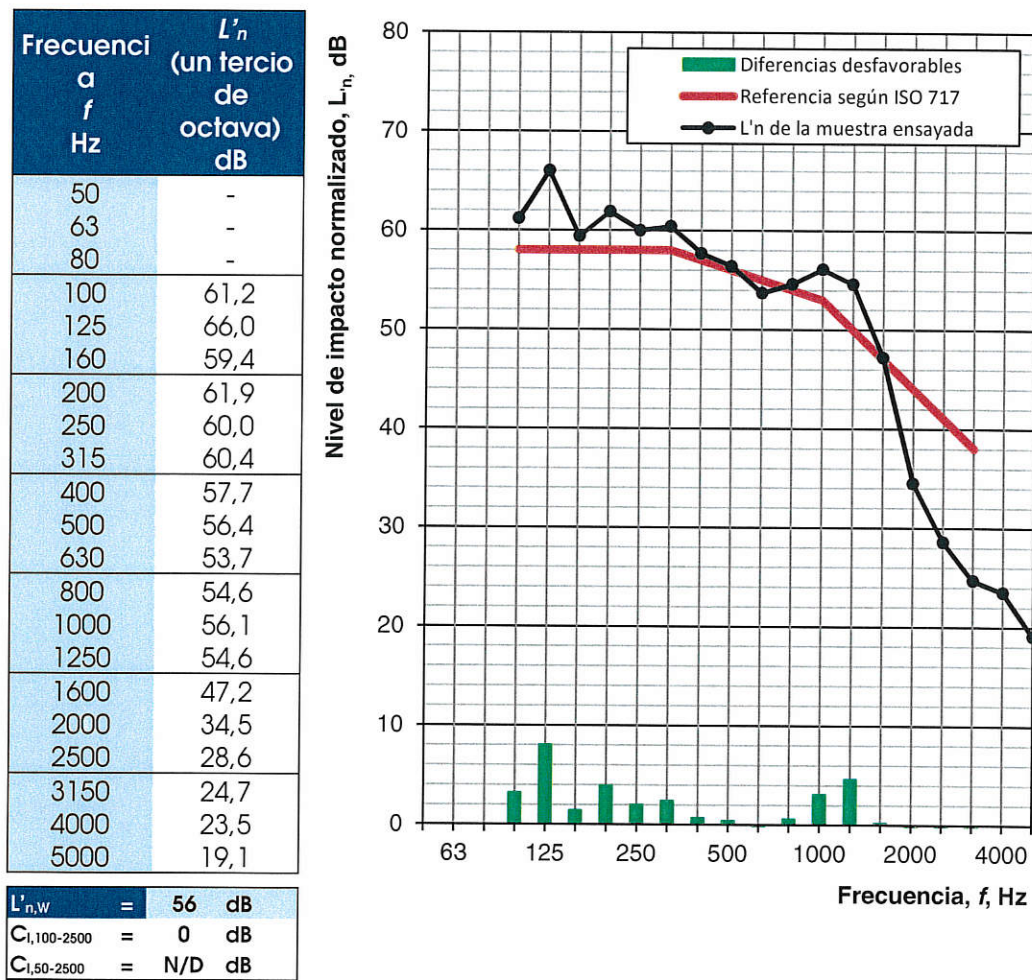 Frecuenci
a
f
Hz
L'n
(un tercio
de
octava)
dB
50 -
63 -
80 -
100 61,2
125 66,0
160 59,4
200 61,9
250 60,0
315 60,4
400 57,7
500 56,4
630 53,7
800 54,6
1000 56,1
1250 54,6
1600 47,2
2000 34,5
2500 28,6
3150 24,7
4000 23,5
5000 19,1
L'n,w = 56 dB
CI,100-2500 = 0 dB
CI,50-2500 = N/D dB
Nivel de impacto normalizado, L'n, dB
80
70
60
50
40
30
20
10
0
Diferencias desfavorables
Referencia según ISO 717
L'n de la muestra ensayada
63 125 250 500 1000 2000 4000
Frecuencia, f, Hz